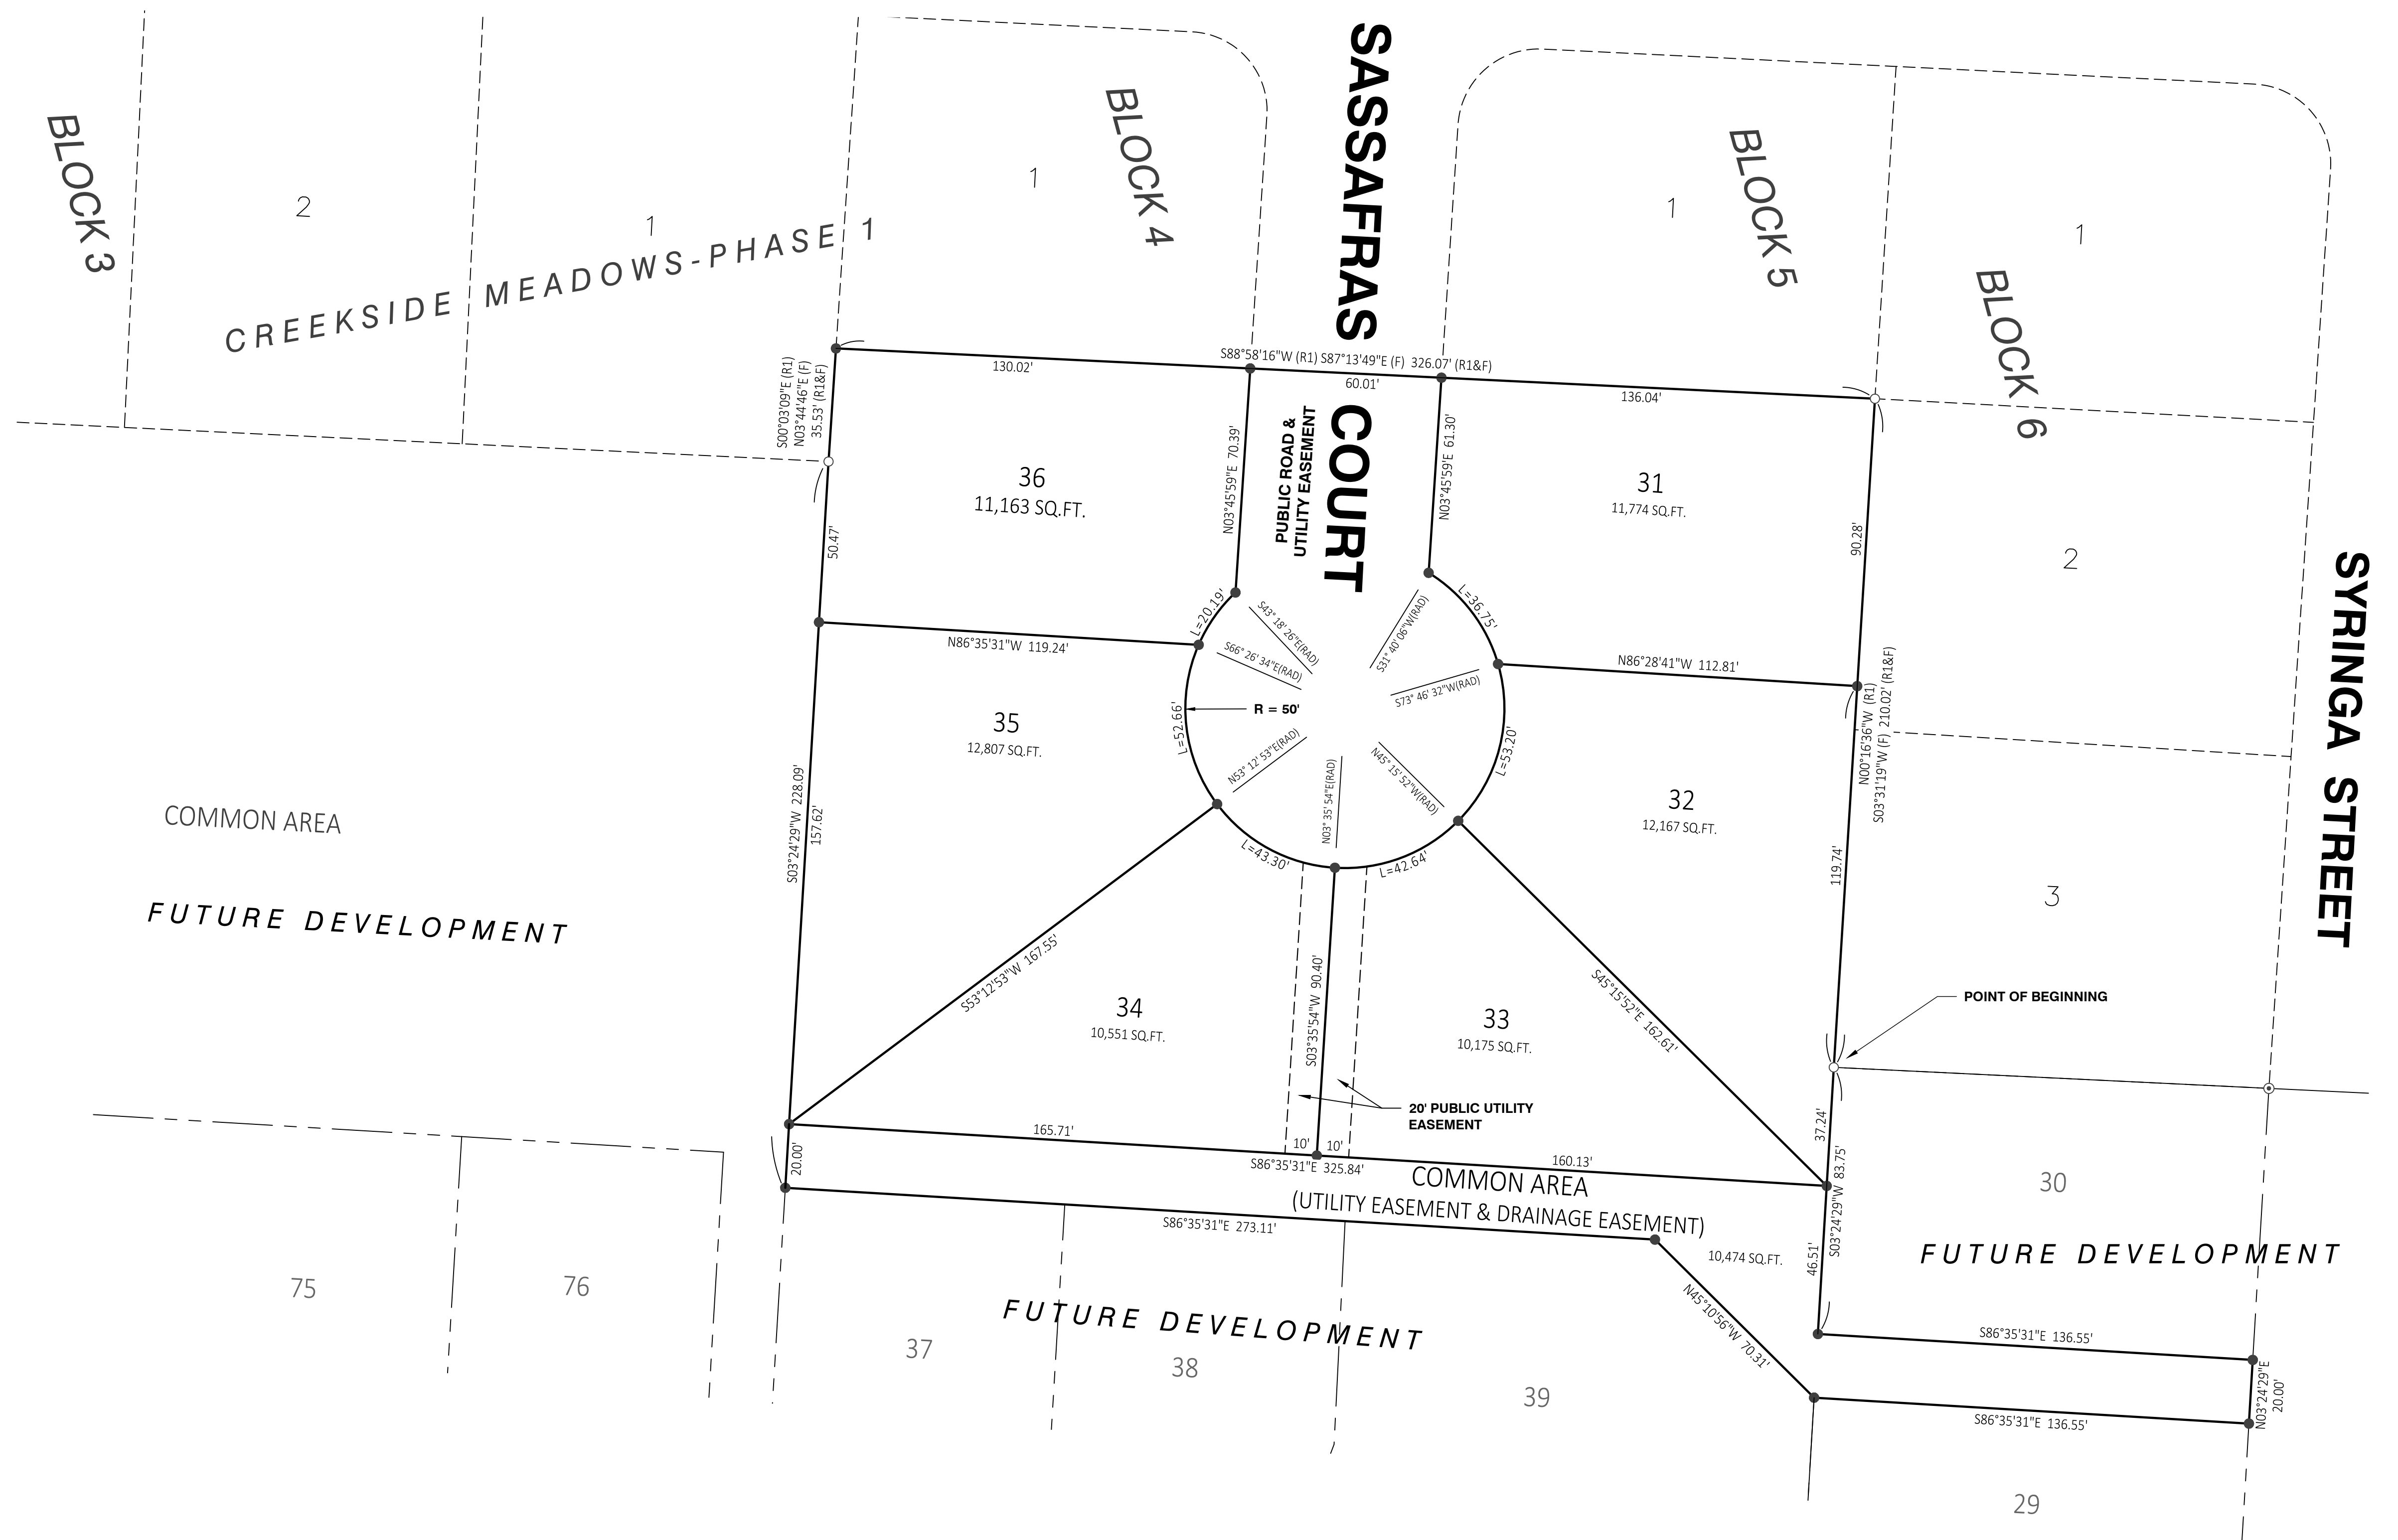 SASSAFRAS
COURT
BLOCK 3
2
1
1
BLOCK 4
1
BLOCK 5
1
BLOCK 6
CREEKSIDE MEADOWS-PHASE 1
S88°58'16"W (R1) S87°13'49"E (F) 326.07' (R1&F)
130.02'
60.01'
136.04'
S00°03'09"E (R1)
N03°44'46"E (F)
35.53' (R1&F)
36
11,163 SQ.FT.
N03°45'59"E 70.39'
PUBLIC ROAD &
UTILITY EASEMENT
N03°45'59"E 61.30'
31
11,774 SQ.FT.
50.47'
90.28'
2
SYRINGA STREET
L=20.19'
S43° 18' 26"E(RAD)
S31° 40' 06"W(RAD)
L=36.75'
N86°35'31"W 119.24'
S66° 26' 34"E(RAD)
S73° 46' 32"W(RAD)
N86°28'41"W 112.81'
35
12,807 SQ.FT.
L=52.66'
R = 50'
N53° 12' 53"E(RAD)
N03° 35' 54"E(RAD)
N45° 15' 52"W(RAD)
L=53.20'
N00°16'36"W (R1)
S03°31'19"W (F) 210.02' (R1&F)
32
12,167 SQ.FT.
COMMON AREA
S03°24'29"W 228.09'
157.62'
L=43.30'
L=42.64'
119.74'
3
FUTURE DEVELOPMENT
S53°12'53"W 167.55'
S03°35'54"W 90.40'
S45°15'52"E 162.61'
POINT OF BEGINNING
34
10,551 SQ.FT.
33
10,175 SQ.FT.
20' PUBLIC UTILITY
EASEMENT
165.71'
10'
10'
160.13'
37.24'
20.00'
S86°35'31"E 325.84'
COMMON AREA
(UTILITY EASEMENT & DRAINAGE EASEMENT)
S03°24'29"W 83.75'
30
S86°35'31"E 273.11'
10,474 SQ.FT.
46.51'
FUTURE DEVELOPMENT
75
76
FUTURE DEVELOPMENT
N45°10'56"W 70.31'
S86°35'31"E 136.55'
37
38
39
N03°24'29"E
20.00'
S86°35'31"E 136.55'
29